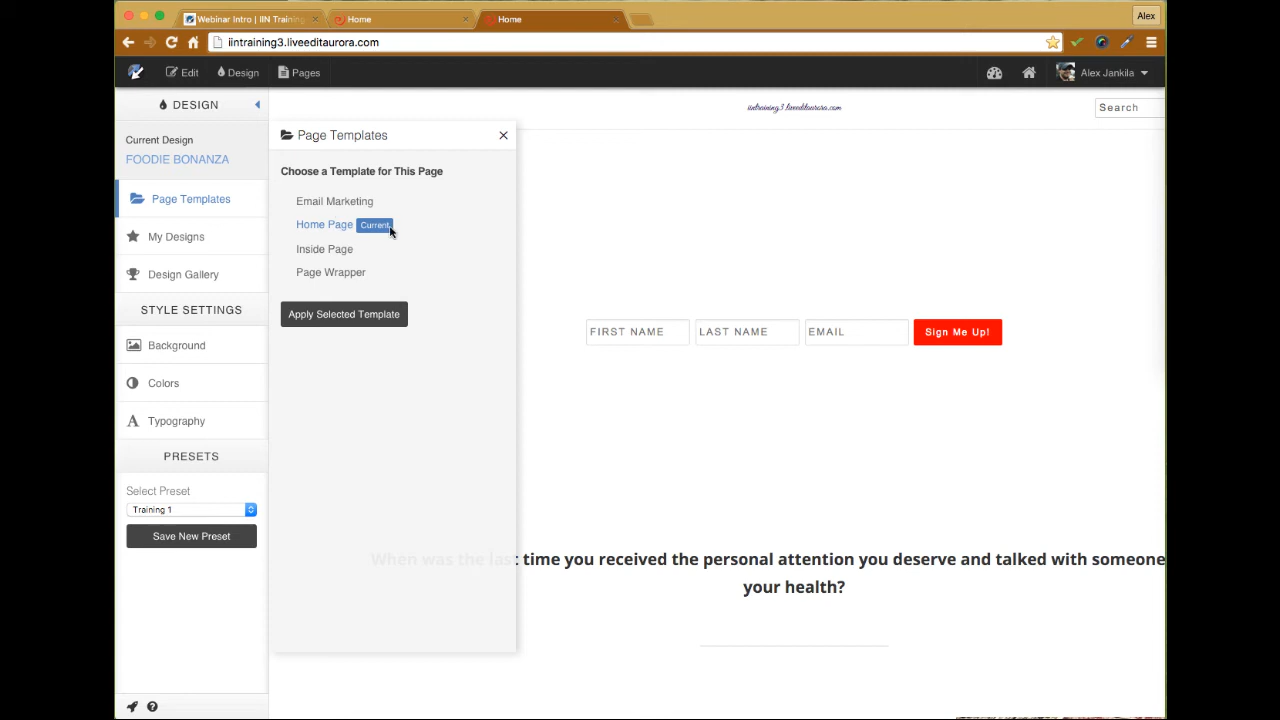 Webinar Intro | IIN Training
Home
Home
Alex
iintraining3.liveeditaurora.com
Edit
Design
Pages
Alex Jankila
DESIGN
Current Design
FOODIE BONANZA
Page Templates
My Designs
Design Gallery
STYLE SETTINGS
Background
Colors
Typography
PRESETS
Select Preset
Training 1
Save New Preset
Page Templates
Choose a Template for This Page
Email Marketing
Home Page Current
Inside Page
Page Wrapper
Apply Selected Template
iintraining3.liveeditaurora.com
Search
FIRST NAME LAST NAME EMAIL Sign Me Up!
When was the last time you received the personal attention you deserve and talked with someone
your health?